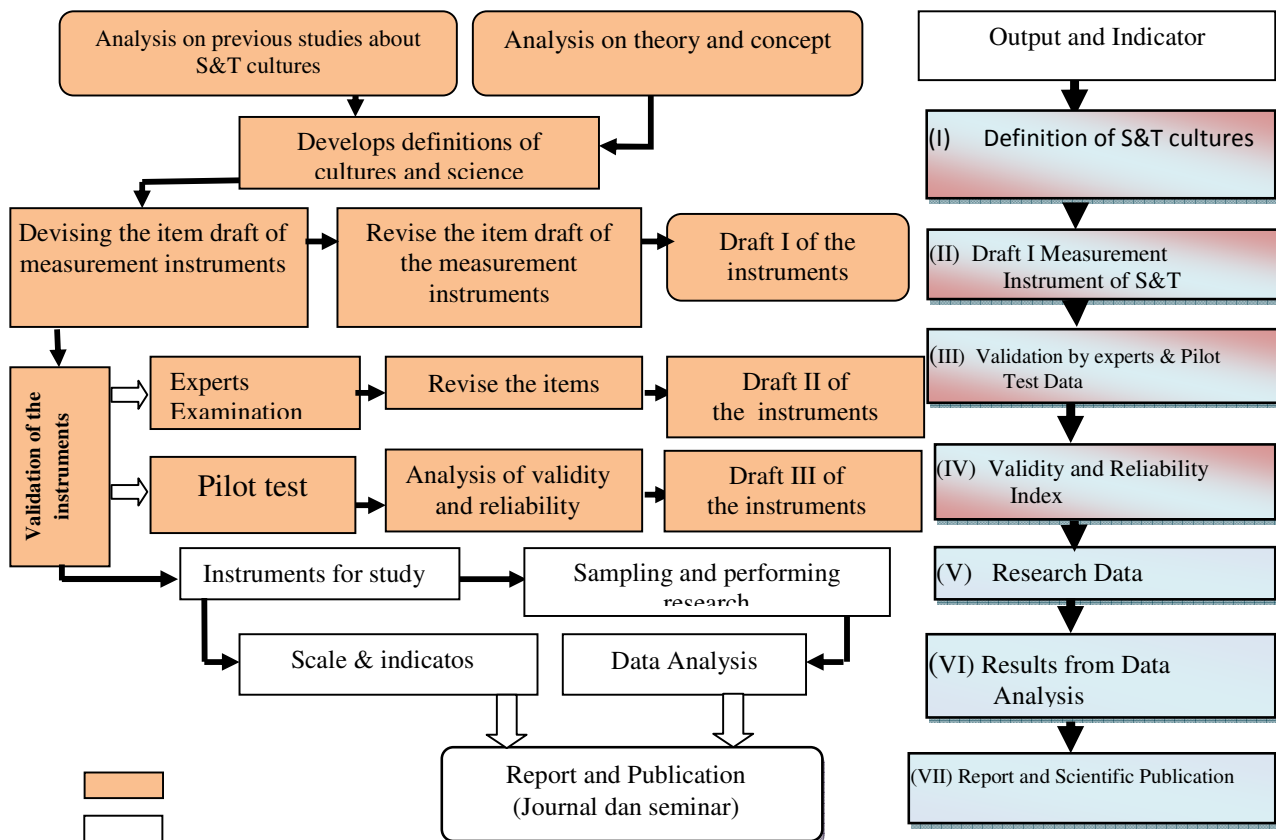 Analysis on previous studies about
S&T cultures
Analysis on theory and concept
Develops definitions of
cultures and science
Devising the item draft of
measurement instruments
Revise the item draft of
the measurement
instruments
Draft I of the
instruments
Validation of the
instruments
Experts
Examination
Revise the items
Draft II of
the instruments
Pilot test
Analysis of validity
and reliability
Draft III of
the instruments
Instruments for study
Sampling and performing
research
Scale & indicatos
Data Analysis
Report and Publication
(Journal dan seminar)
Output and Indicator
(I) Definition of S&T cultures
(II) Draft I Measurement
Instrument of S&T
(III) Validation by experts & Pilot
Test Data
(IV) Validity and Reliability
Index
(V) Research Data
(VI) Results from Data
Analysis
(VII) Report and Scientific Publication